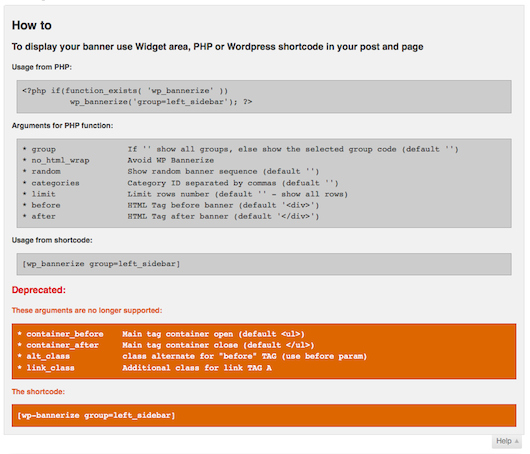 How to
To display your banner use Widget area, PHP or Wordpress shortcode in your post and page
Usage from PHP:
<?php if(function_exists( 'wp_bannerize' ))
wp_bannerize('group=left_sidebar'); ?>
Arguments for PHP function:
* group If '' show all groups, else show the selected group code (default '')
* no_html_wrap Avoid WP Bannerize
* random Show random banner sequence (default '')
* categories Category ID separated by commas (default '')
* limit Limit rows number (default '' - show all rows)
* before HTML Tag before banner (default '<div>')
* after HTML Tag after banner (default '</div>')
Usage from shortcode:
[wp_bannerize group=left_sidebar]
Deprecated:
These arguments are no longer supported:
* container_before Main tag container open (default <ul>)
* container_after Main tag container close (default </ul>)
* alt_class class alternate for "before" TAG (use before param)
* link_class Additional class for link TAG A
The shortcode:
[wp-bannerize group=left_sidebar]
Help